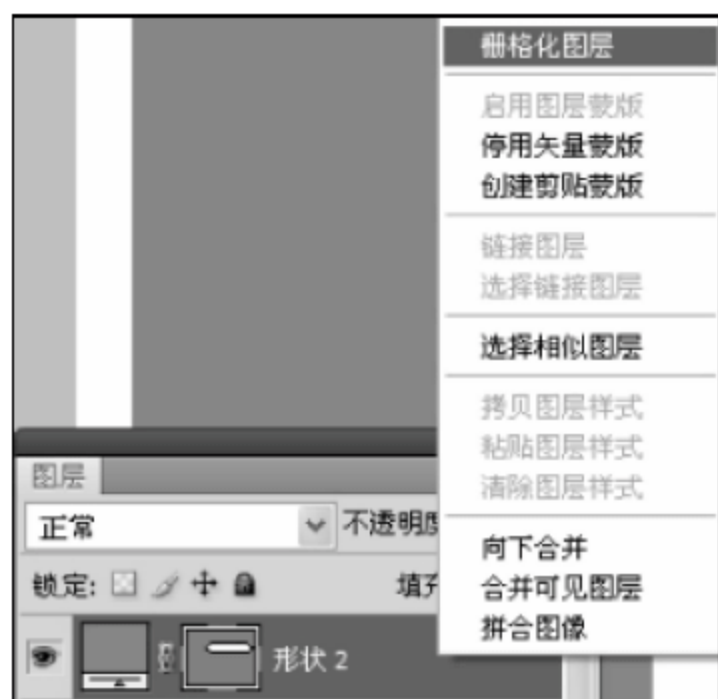 栅格化图层
启用图层蒙版
停用矢量蒙版
创建剪贴蒙版
链接图层
选择链接图层
选择相似图层
拷贝图层样式
粘贴图层样式
清除图层样式
向下合并
合并可见图层
拼合图像
图层
正常
不透明度
锁定:
填充
形状 2